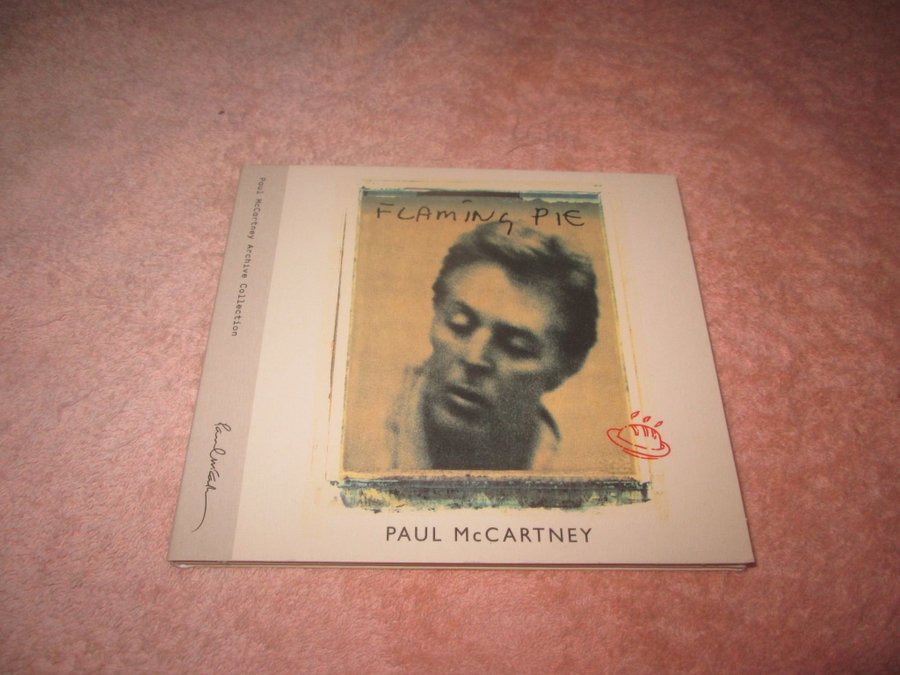 Paul McCartney Archive Collection
FLAMING PIE
PAUL McCARTNEY